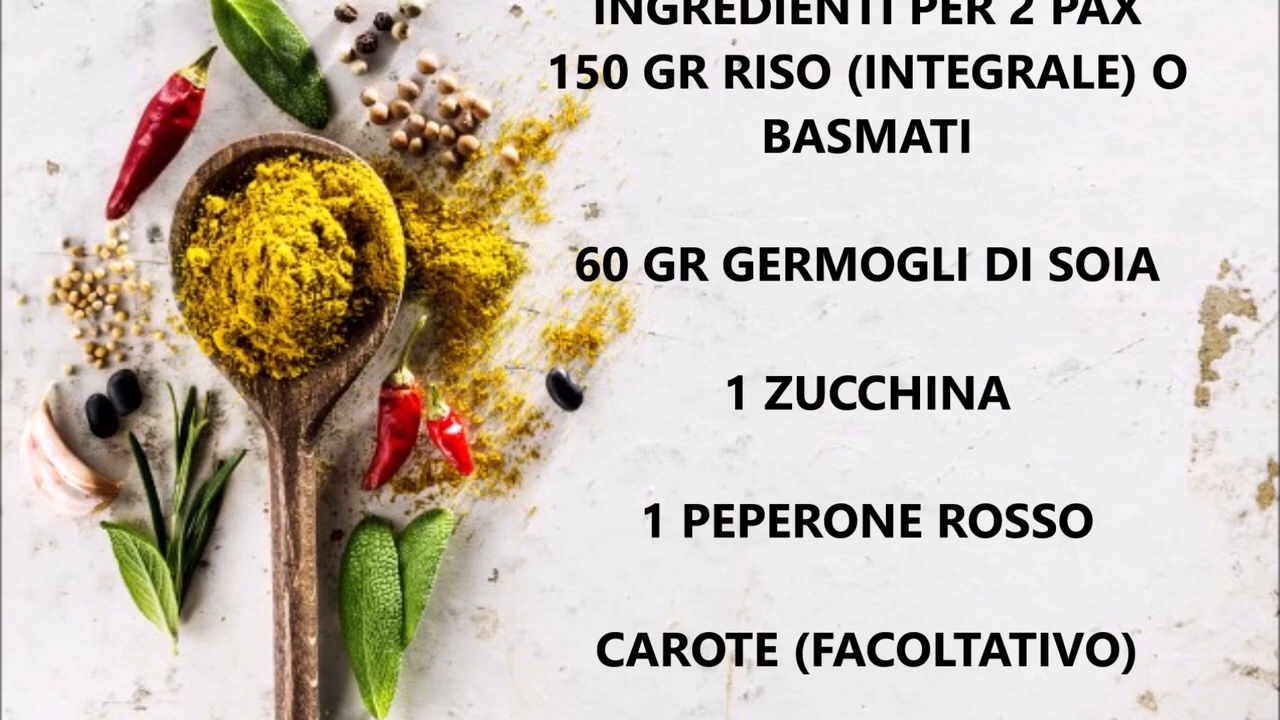 INGREDIENTI PER 2 PAX
150 GR RISO (INTEGRALE) O
BASMATI
60 GR GERMOGLI DI SOIA
1 ZUCCHINA
1 PEPERONE ROSSO
CAROTE (FACOLTATIVO)